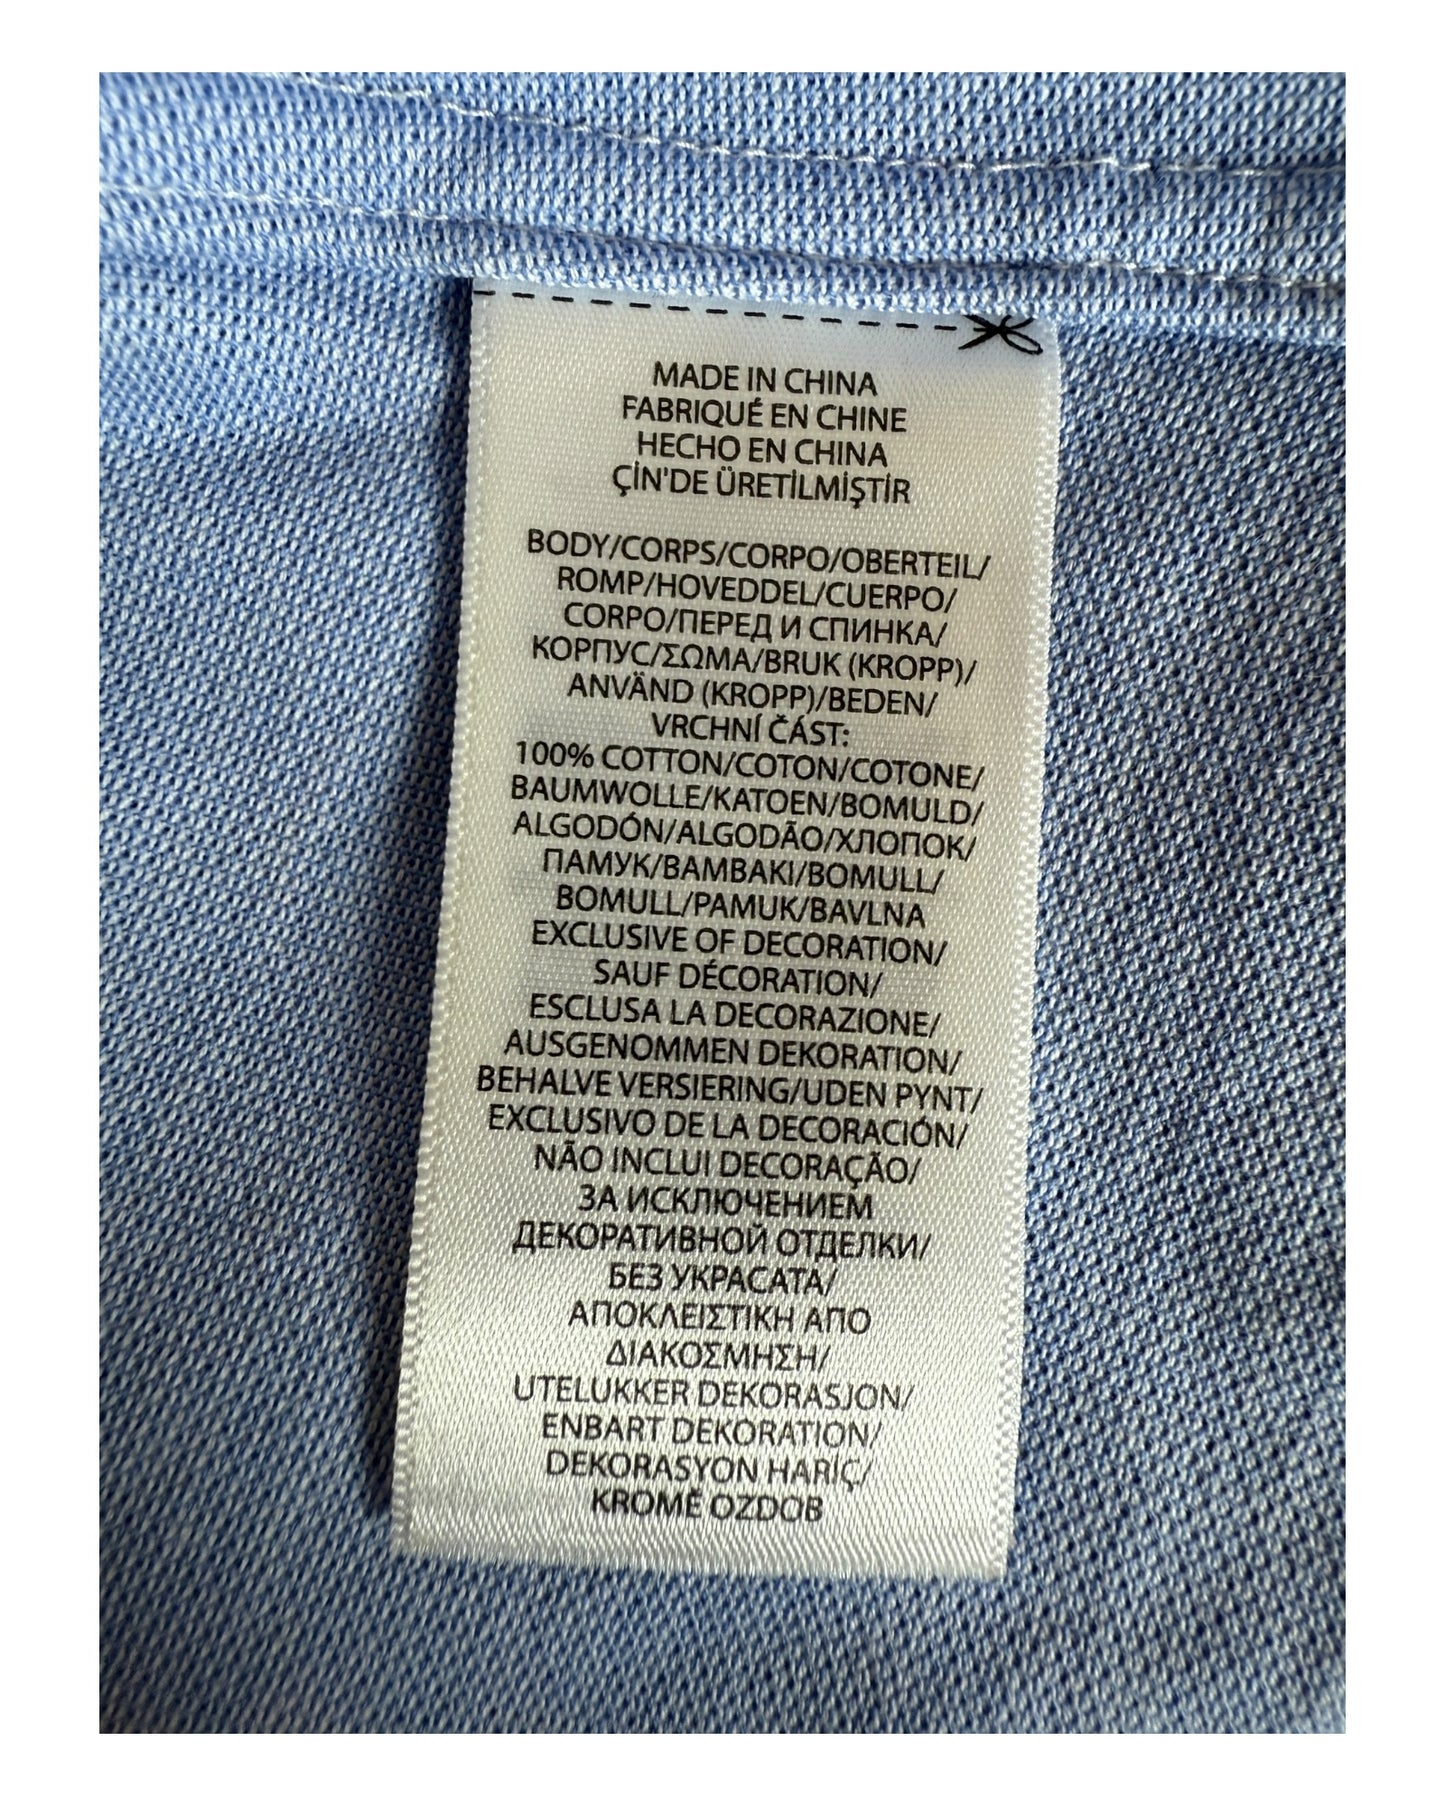 MADE IN CHINA
FABRIQUÉ EN CHINE
HECHO EN CHINA
ÇİN'DE ÜRETİLMİŞTİR
BODY/CORPS/CORPO/OBERTEIL/
ROMP/HOVEDDEL/CUERPO/
CORPO/ПЕРЕД И СПИНКА/
КОРПУС/ΣΩΜΑ/BRUK (KROPP)/
ANVÄND (KROPP)/BEDEN/
VRCHNÍ ČÁST:
100% COTTON/COTON/COTONE/
BAUMWOLLE/KATOEN/BOMULD/
ALGODÓN/ALGODÃO/ХЛОПОК/
ПАМУК/ΒΑΜΒΑΚΙ/BOMULL/
BOMULL/PAMUK/BAVLNA
EXCLUSIVE OF DECORATION/
SAUF DÉCORATION/
ESCLUSA LA DECORAZIONE/
AUSGENOMMEN DEKORATION/
BEHALVE VERSIERING/UDEN PYNT/
EXCLUSIVO DE LA DECORACIÓN/
NÃO INCLUI DECORAÇÃO/
ЗА ИСКЛЮЧЕНИЕМ
ДЕКОРАТИВНОЙ ОТДЕЛКИ/
БЕЗ УКРАСАТА/
ΑΠΟΚΛΕΙΣΤΙΚΗ ΑΠΟ
ΔΙΑΚΟΣΜΗΣΗ/
UTELUKKER DEKORASJON/
ENBART DEKORATION/
DEKORASYON HARİÇ/
KROMĚ OZDOB